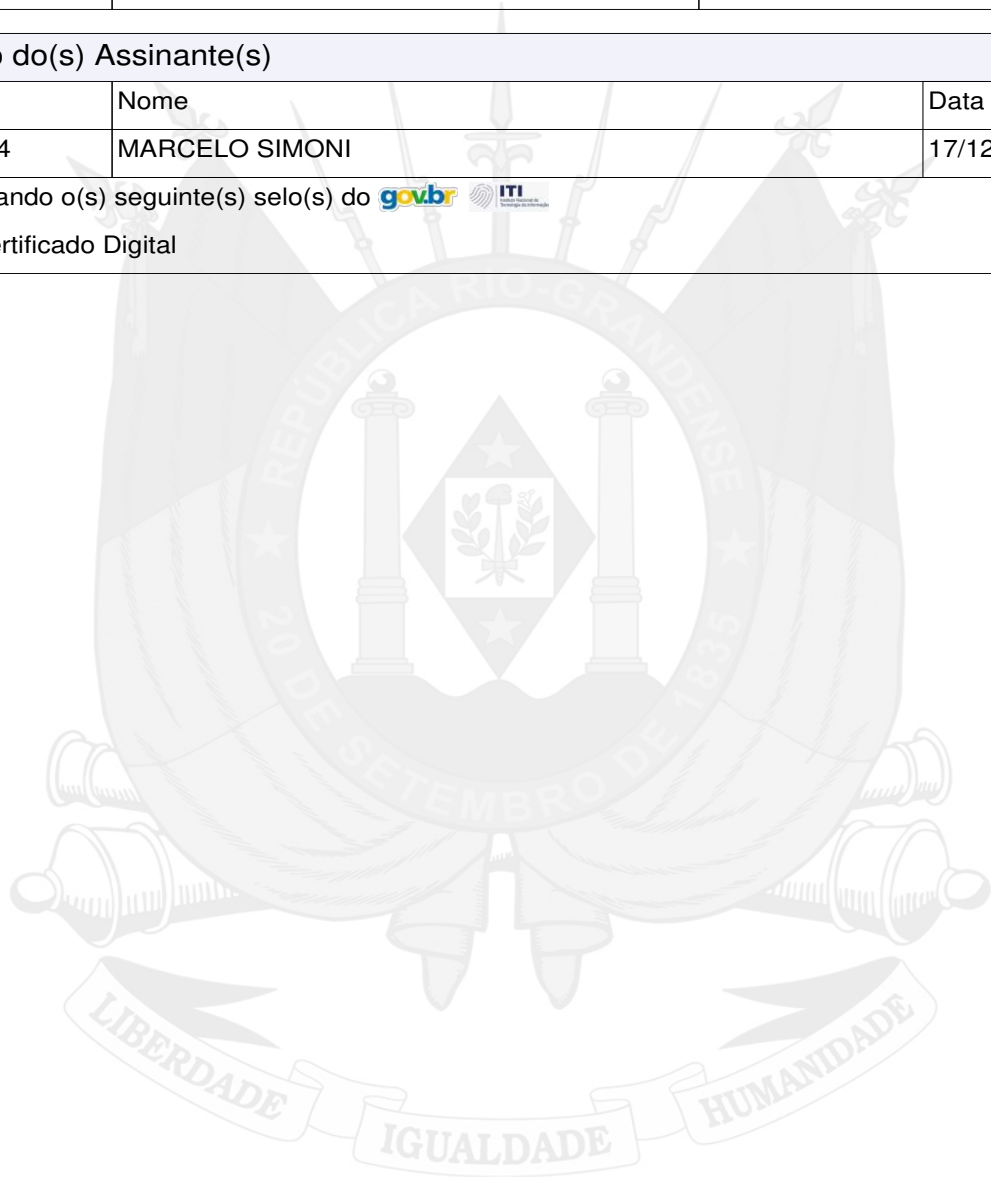 o do(s) Assinante(s)
Nome
Data
4
MARCELO SIMONI
17/12
ando o(s) seguinte(s) selo(s) do gov.br ITI
rtificado Digital
REPÚBLICA RIO-GRANDENSE
20 DE SETEMBRO DE 1835
LIBERDADE
IGUALDADE
HUMANIDADE